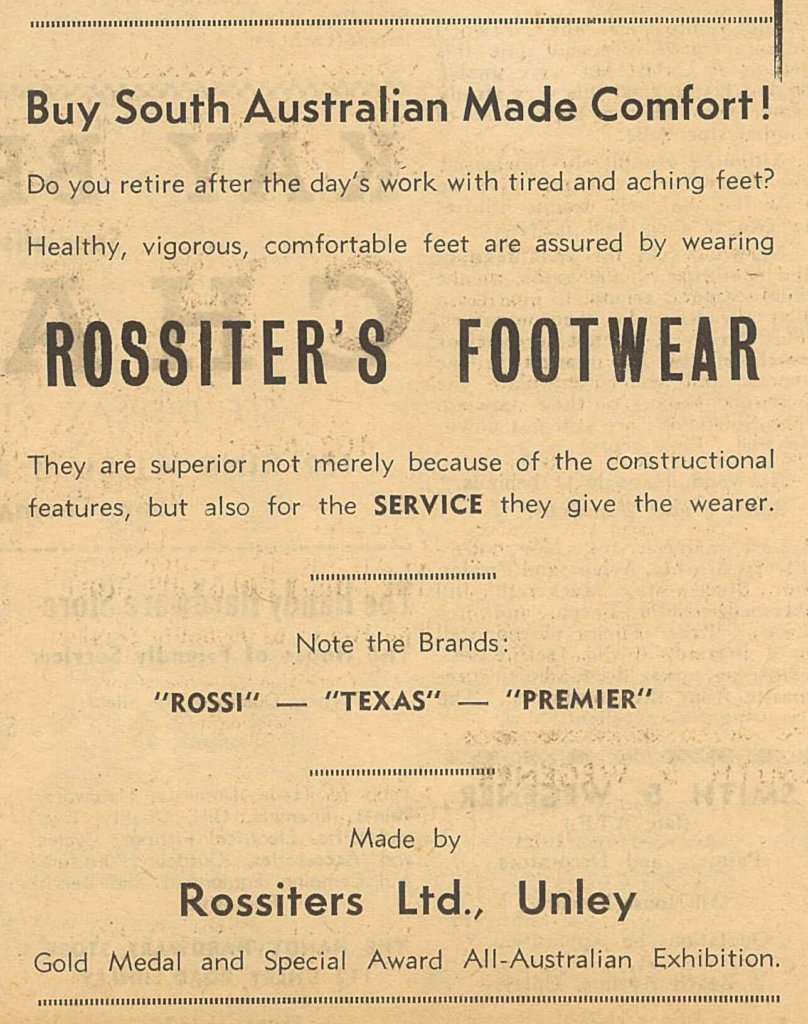 Buy South Australian Made Comfort!
Do you retire after the day's work with tired and aching feet?
Healthy, vigorous, comfortable feet are assured by wearing
ROSSITER'S FOOTWEAR
They are superior not merely because of the constructional
features, but also for the SERVICE they give the wearer.
Note the Brands:
"ROSSI" — "TEXAS" — "PREMIER"
Made by
Rossiters Ltd., Unley
Gold Medal and Special Award All-Australian Exhibition.